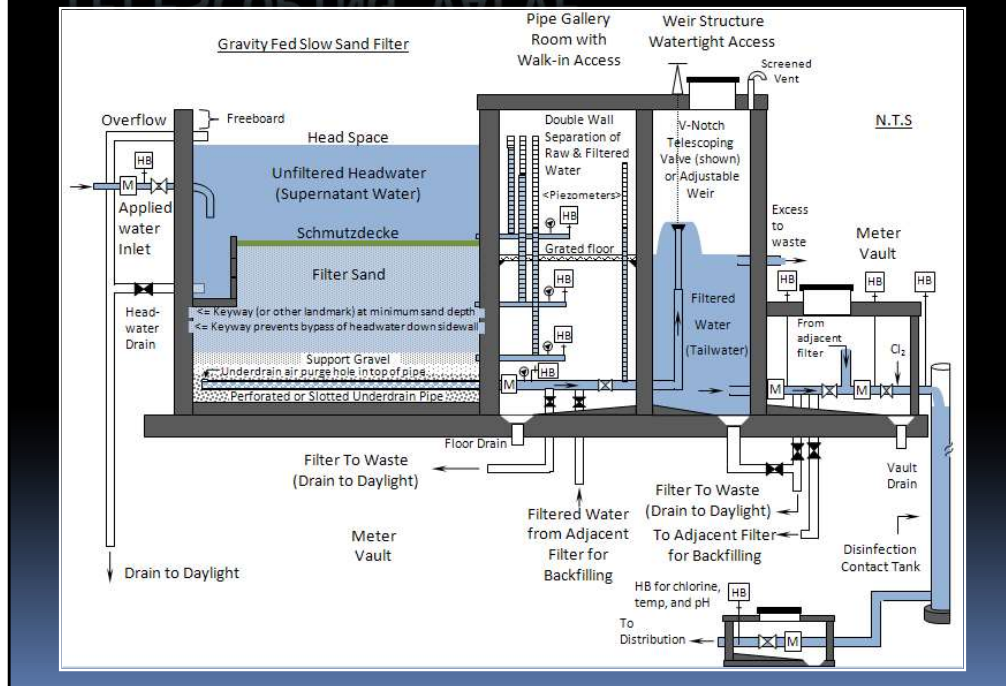 Gravity Fed Slow Sand Filter
Pipe Gallery
Room with
Walk-in Access
Weir Structure
Watertight Access
Screened
Vent
N.T.S
Overflow
Freeboard
HB
M
Applied
water
Inlet
Head Space
Unfiltered Headwater
(Supernatant Water)
Schmutzdecke
Filter Sand
<= Keyway (or other landmark) at minimum sand depth
<= Keyway prevents bypass of headwater down sidewall
Support Gravel
Underdrain air purge hole in top of pipe
Perforated or Slotted Underdrain Pipe
Head-
water
Drain
Drain to Daylight
Double Wall
Separation of
Raw & Filtered
Water
<Piezometers>
HB
Grated floor
HB
HB
HB
M
Floor Drain
Filter To Waste
(Drain to Daylight)
Meter
Vault
Filtered Water
from Adjacent
Filter for
Backfilling
V-Notch
Telescoping
Valve (shown)
or Adjustable
Weir
Filtered
Water
(Tailwater)
Excess
to
waste
Meter
Vault
HB
HB
HB
From
adjacent
filter
Cl₂
M
M
Vault
Drain
Filter To Waste
(Drain to Daylight)
To Adjacent Filter
for Backfilling
Disinfection
Contact Tank
HB for chlorine,
temp, and pH
HB
To
Distribution
M